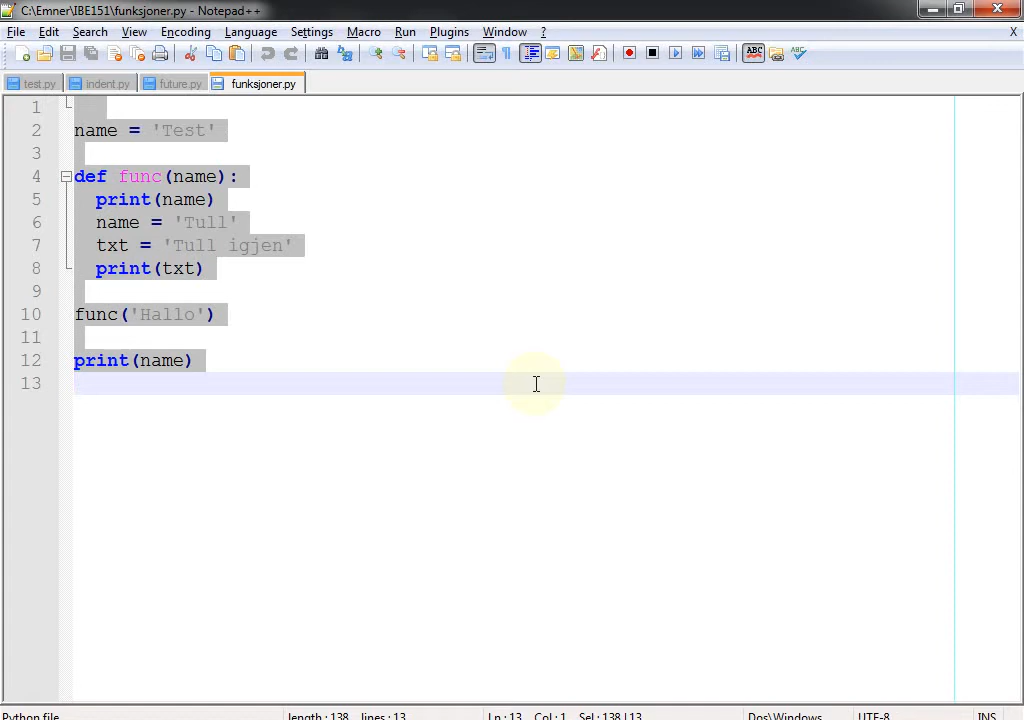 C:\Emner\IBE151\funksjoner.py - Notepad++
File Edit Search View Encoding Language Settings Macro Run Plugins Window ? X
ABC ABC
test.py indent.py future.py funksjoner.py
1
2 name = 'Test'
3
4 def func(name):
5 print(name)
6 name = 'Tull'
7 txt = 'Tull igjen'
8 print(txt)
9
10 func('Hallo')
11
12 print(name)
13
Python file length : 138 lines : 13 Ln : 13 Col : 1 Sel : 138 | 13 Dos\Windows UTF-8 INS